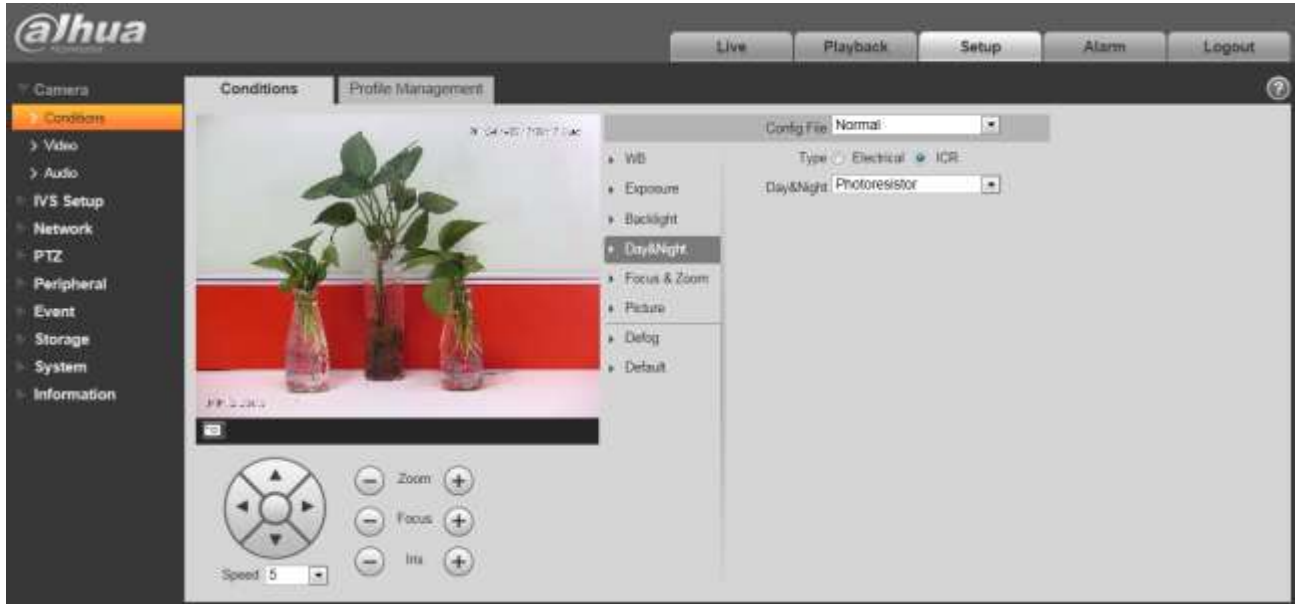 alhua
Live
Playback
Setup
Alarm
Logout
Camera
Conditions
Video
Audio
IVS Setup
Network
PTZ
Peripheral
Event
Storage
System
Information
Conditions
Profile Management
WB
Exposure
Backlight
Day&Night
Focus & Zoom
Picture
Defog
Default
Config File Normal
Type Electrical ICR
Day&Night Photoresistor
Zoom
Focus
Iris
Speed 5